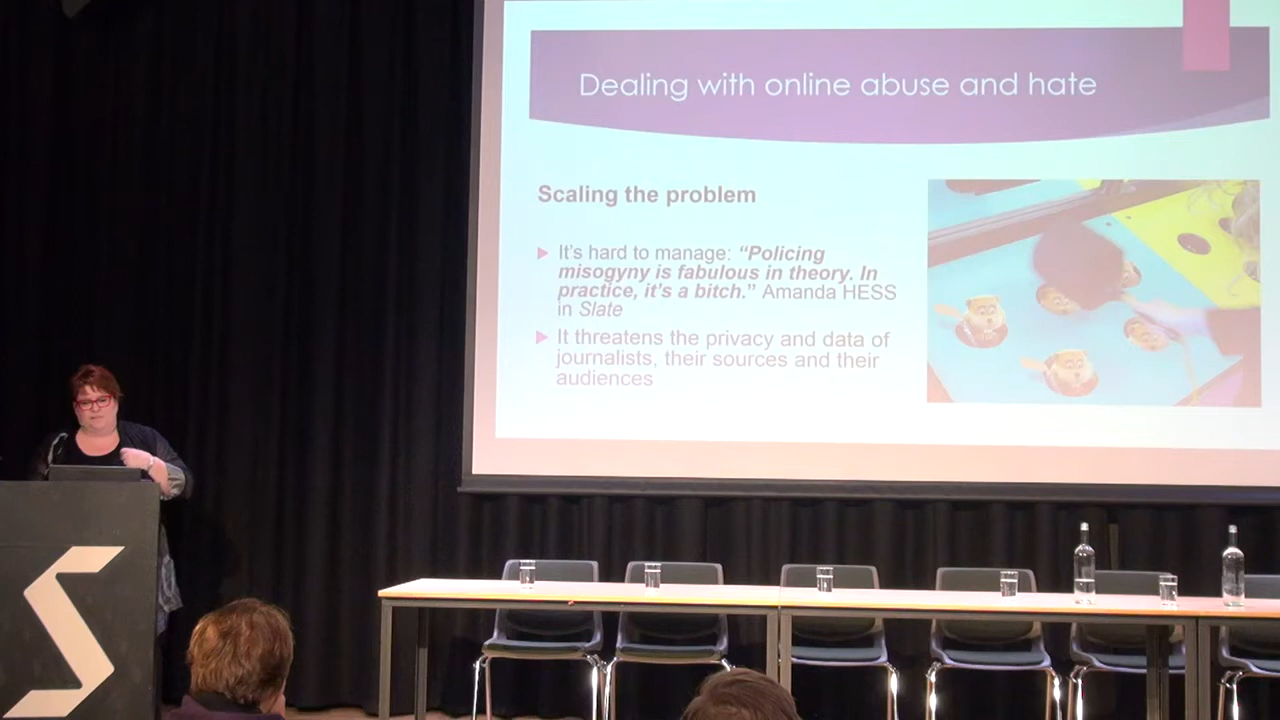 Dealing with online abuse and hate
Scaling the problem
It's hard to manage: “Policing
misogyny is fabulous in theory. In
practice, it's a bitch.” Amanda HESS
in Slate
It threatens the privacy and data of
journalists, their sources and their
audiences